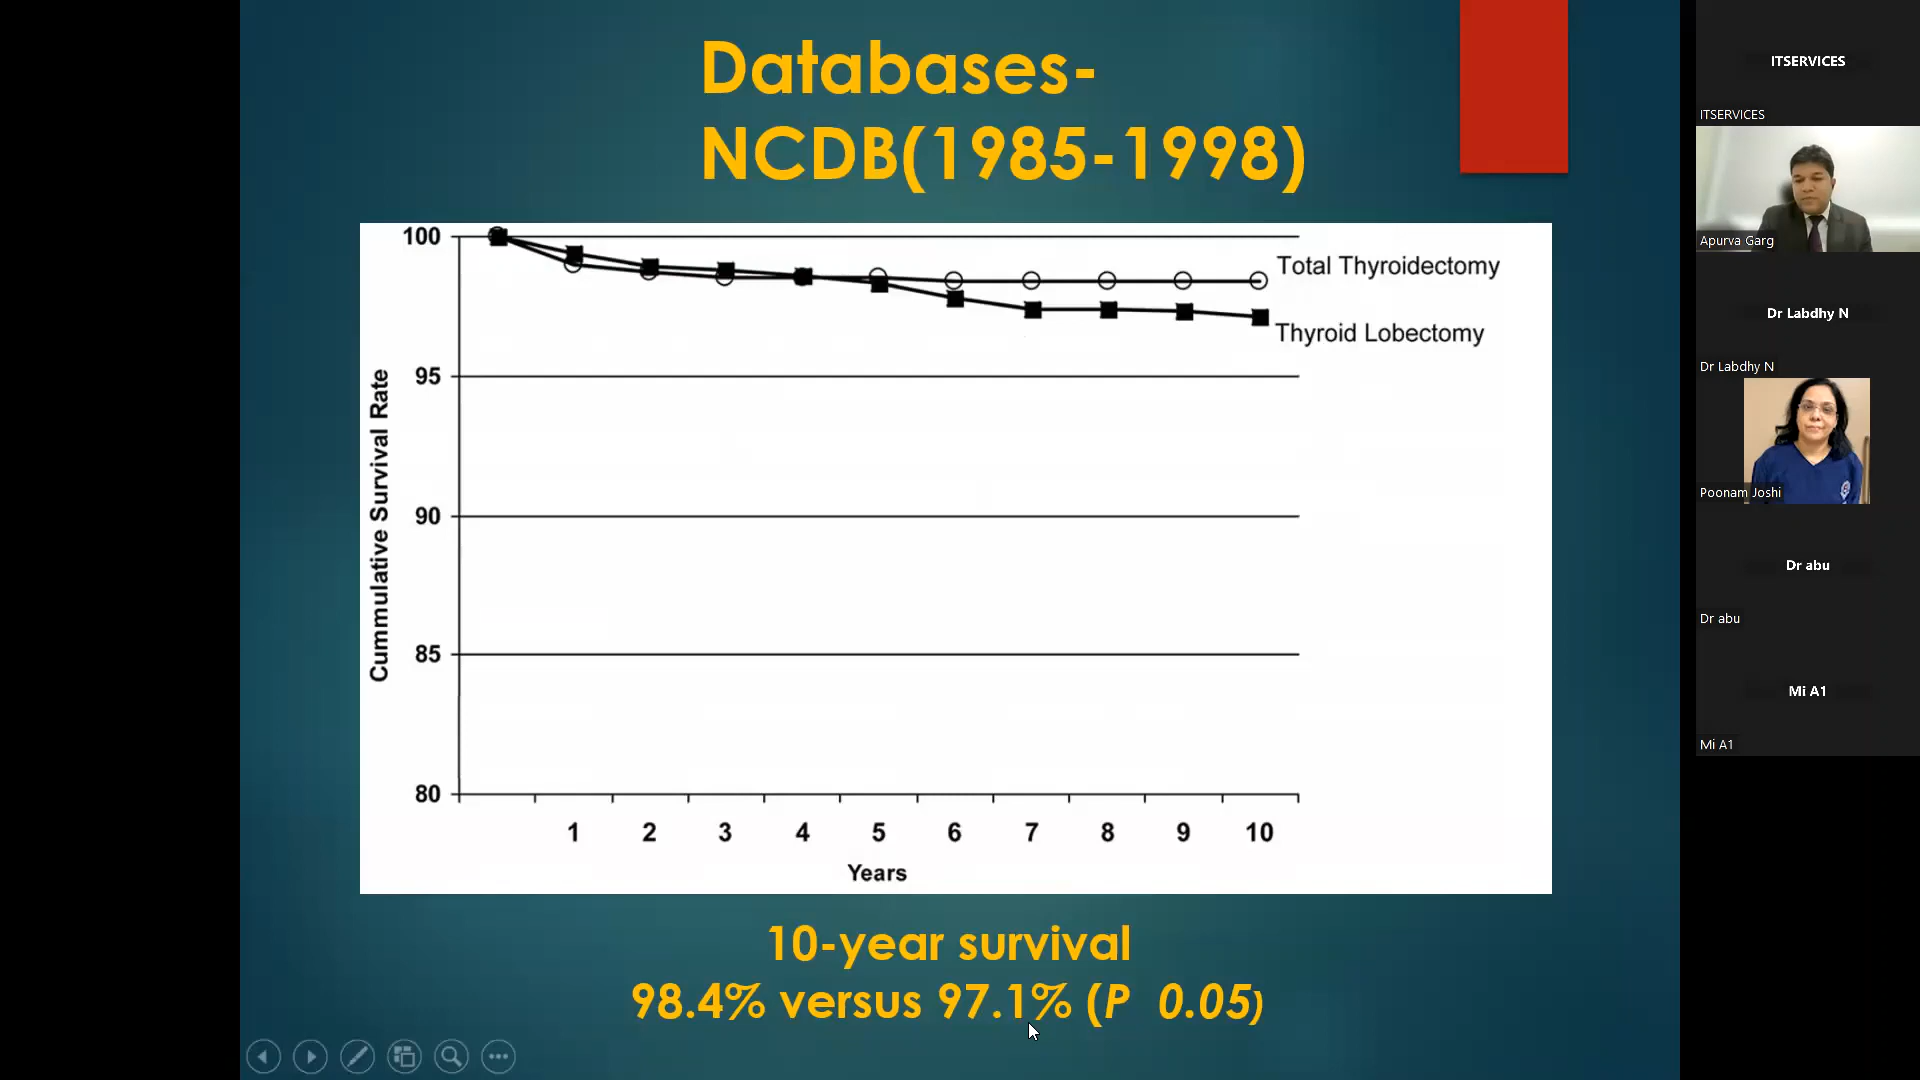 Databases-
NCDB(1985-1998)
100
95
90
85
80
Cummulative Survival Rate
Total Thyroidectomy
Thyroid Lobectomy
1 2 3 4 5 6 7 8 9 10
Years
10-year survival
98.4% versus 97.1% (P 0.05)
ITSERVICES
ITSERVICES
Apurva Garg
Dr Labdhy N
Dr Labdhy N
Poonam Joshi
Dr abu
Dr abu
Mi A1
Mi A1